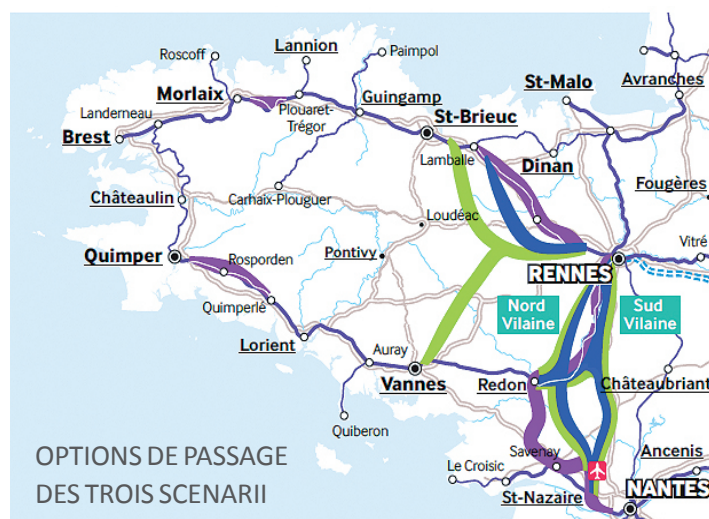 Roscoff
Lannion
Paimpol
Morlaix
St-Malo
Avranches
Landerneau
Plouaret-
Trégor
Guingamp
St-Brieuc
Brest
Lamballe
Dinan
Châteaulin
Carhaix-Plouguer
Fougères
Loudéac
Quimper
Rosporden
Pontivy
Vitré
RENNES
Quimperlé
Nord
Vilaine
Sud
Vilaine
Lorient
Auray
Vannes
Redon
Châteaubriant
Quiberon
OPTIONS DE PASSAGE
DES TROIS SCENARII
Savenay
Ancenis
Le Croisic
St-Nazaire
NANTES